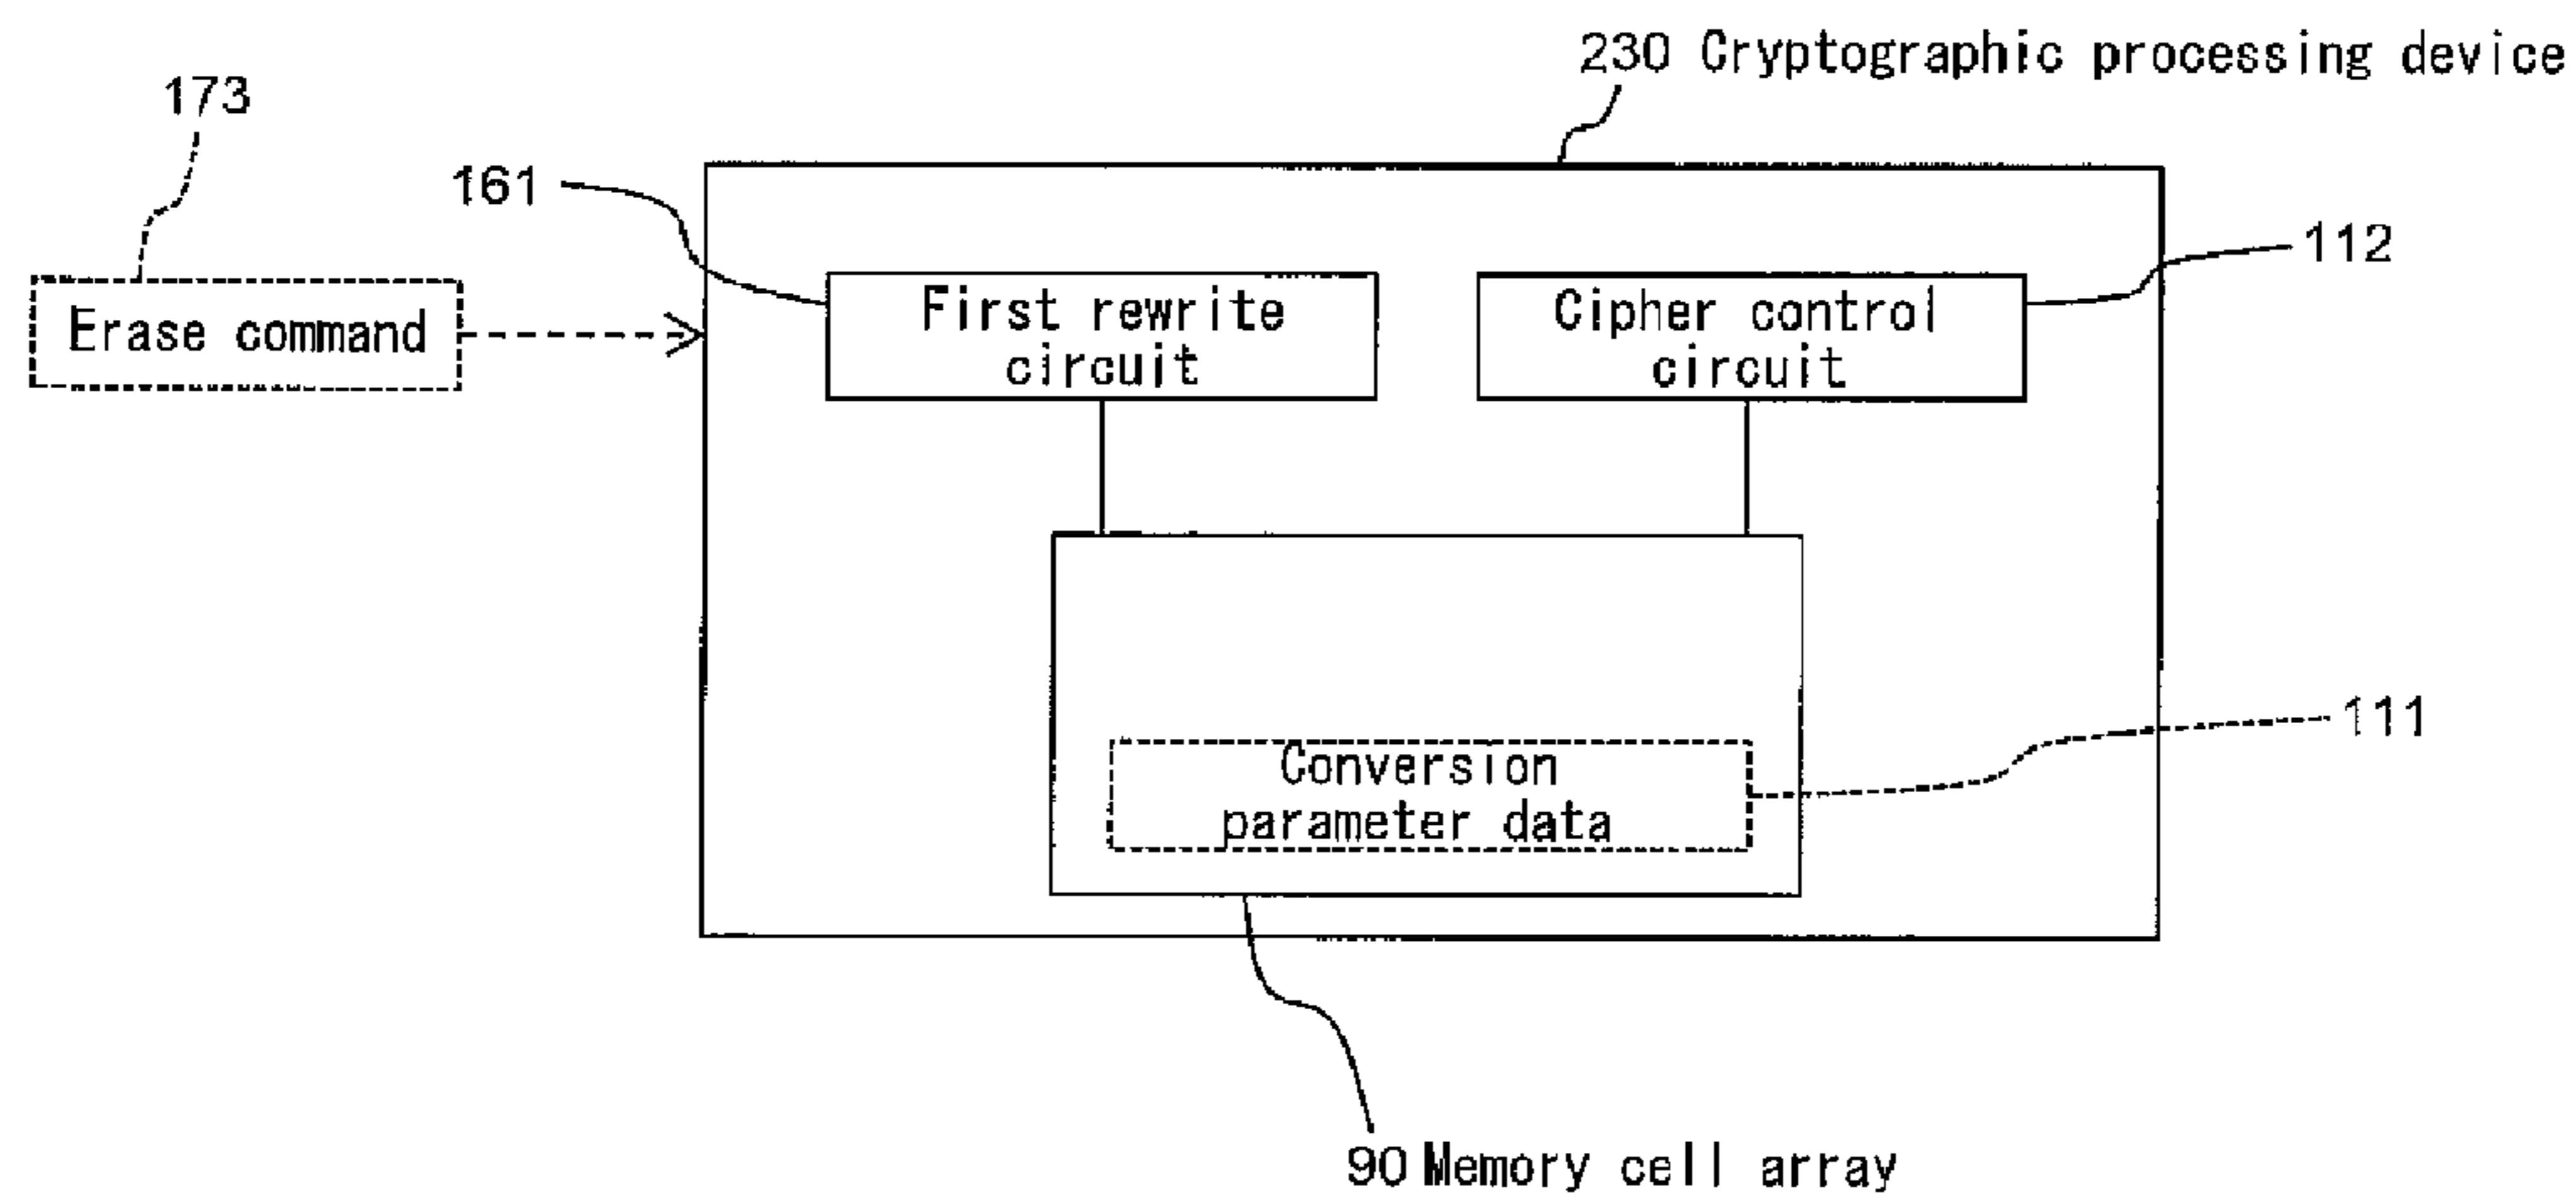 230 Cryptographic processing device
173
161
112
Erase command
First rewrite
circuit
Cipher control
circuit
111
Conversion
parameter data
90 Memory cell array